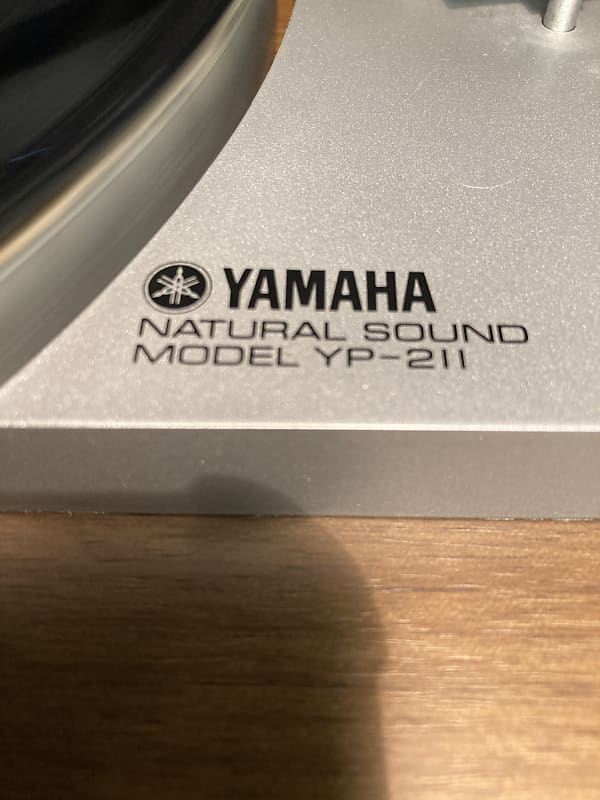 YAMAHA
NATURAL SOUND
MODEL YP-211